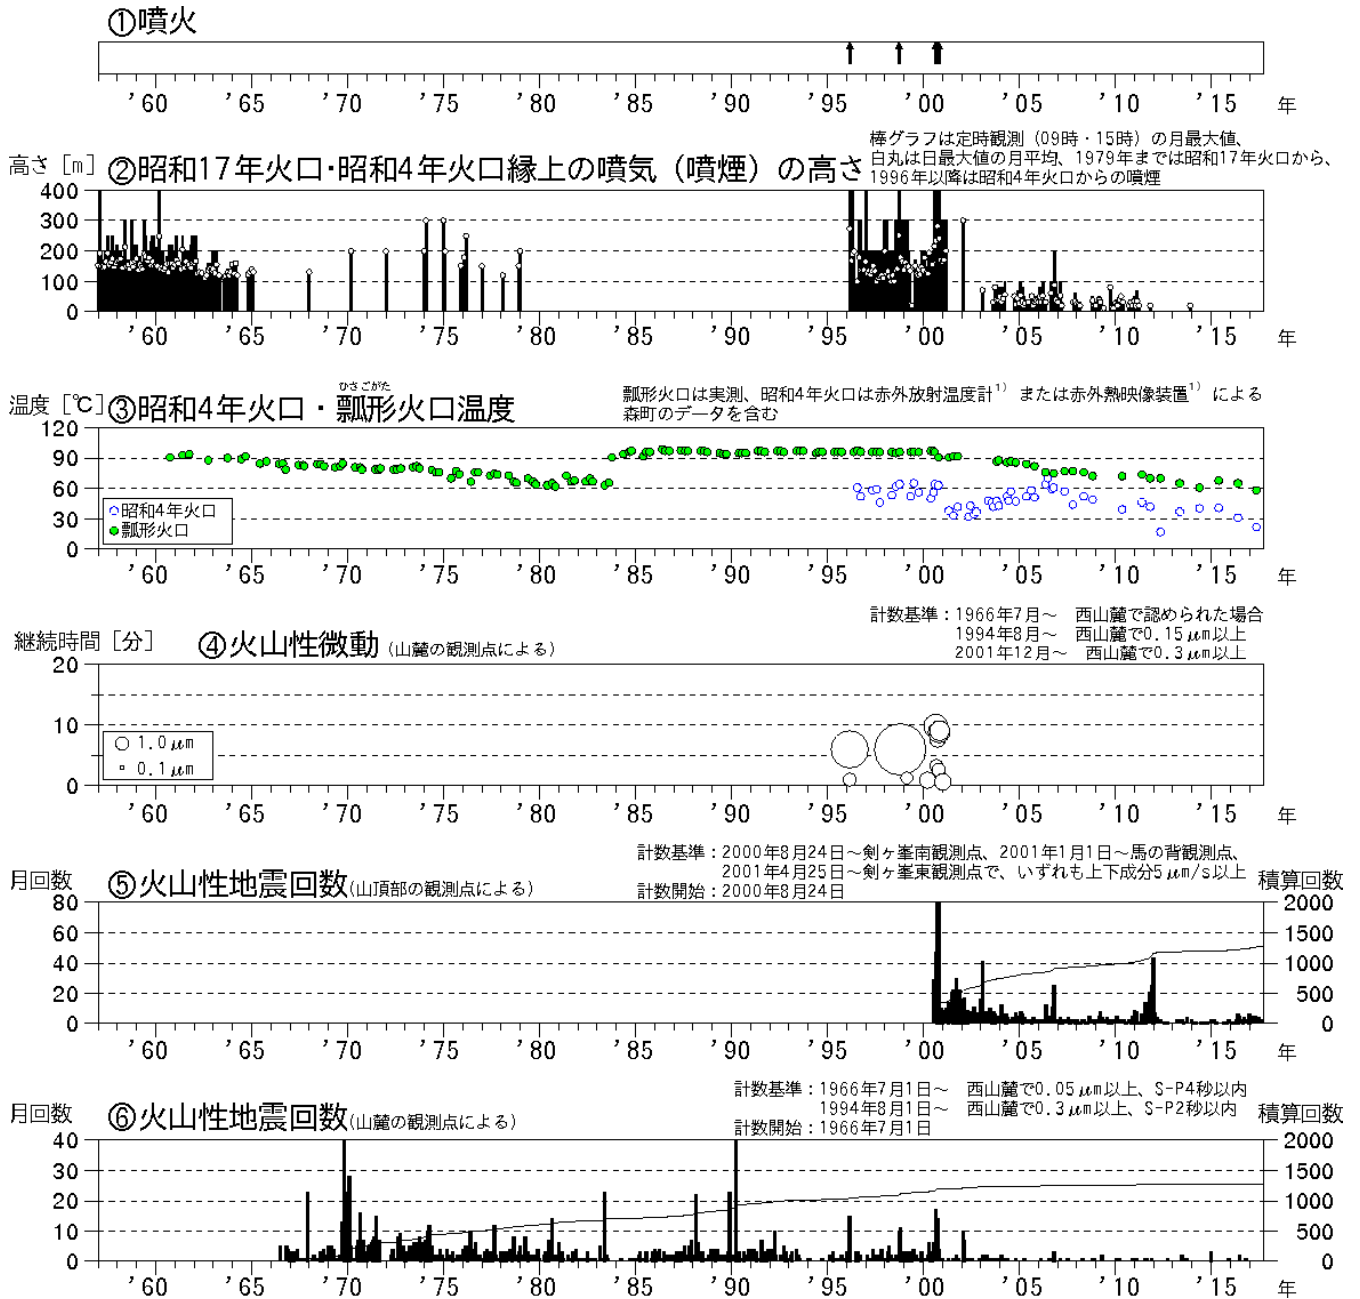 ①噴火
'60 '65 '70 '75 '80 '85 '90 '95 '00 '05 '10 '15 年
高さ [m] ②昭和17年火口・昭和4年火口縁上の噴気（噴煙）の高さ
棒グラフは定時観測（09時・15時）の月最大値、
白丸は日最大値の月平均、1979年までは昭和17年火口から、
1996年以降は昭和4年火口からの噴煙
400
300
200
100
0
'60 '65 '70 '75 '80 '85 '90 '95 '00 '05 '10 '15 年
ひさごがた
温度 [℃] ③昭和4年火口・瓢形火口温度
瓢形火口は実測、昭和4年火口は赤外放射温度計1) または赤外熱映像装置1) による
森町のデータを含む
120
90
60
30
0
昭和4年火口
瓢形火口
'60 '65 '70 '75 '80 '85 '90 '95 '00 '05 '10 '15 年
継続時間 [分] ④火山性微動 (山麓の観測点による)
計数基準：1966年7月～ 西山麓で認められた場合
1994年8月～ 西山麓で0.15μm以上
2001年12月～ 西山麓で0.3μm以上
20
10
0
1.0μm
0.1μm
'60 '65 '70 '75 '80 '85 '90 '95 '00 '05 '10 '15 年
計数基準：2000年8月24日～剣ヶ峯南観測点、2001年1月1日～馬の背観測点、
2001年4月25日～剣ヶ峯東観測点で、いずれも上下成分5μm/s以上
計数開始：2000年8月24日
月回数 ⑤火山性地震回数(山頂部の観測点による) 積算回数
80 2000
60 1500
40 1000
20 500
0 0
'60 '65 '70 '75 '80 '85 '90 '95 '00 '05 '10 '15 年
計数基準：1966年7月1日～ 西山麓で0.05μm以上、S-P4秒以内
1994年8月1日～ 西山麓で0.3μm以上、S-P2秒以内
計数開始：1966年7月1日
月回数 ⑥火山性地震回数(山麓の観測点による) 積算回数
40 2000
30 1500
20 1000
10 500
0 0
'60 '65 '70 '75 '80 '85 '90 '95 '00 '05 '10 '15 年